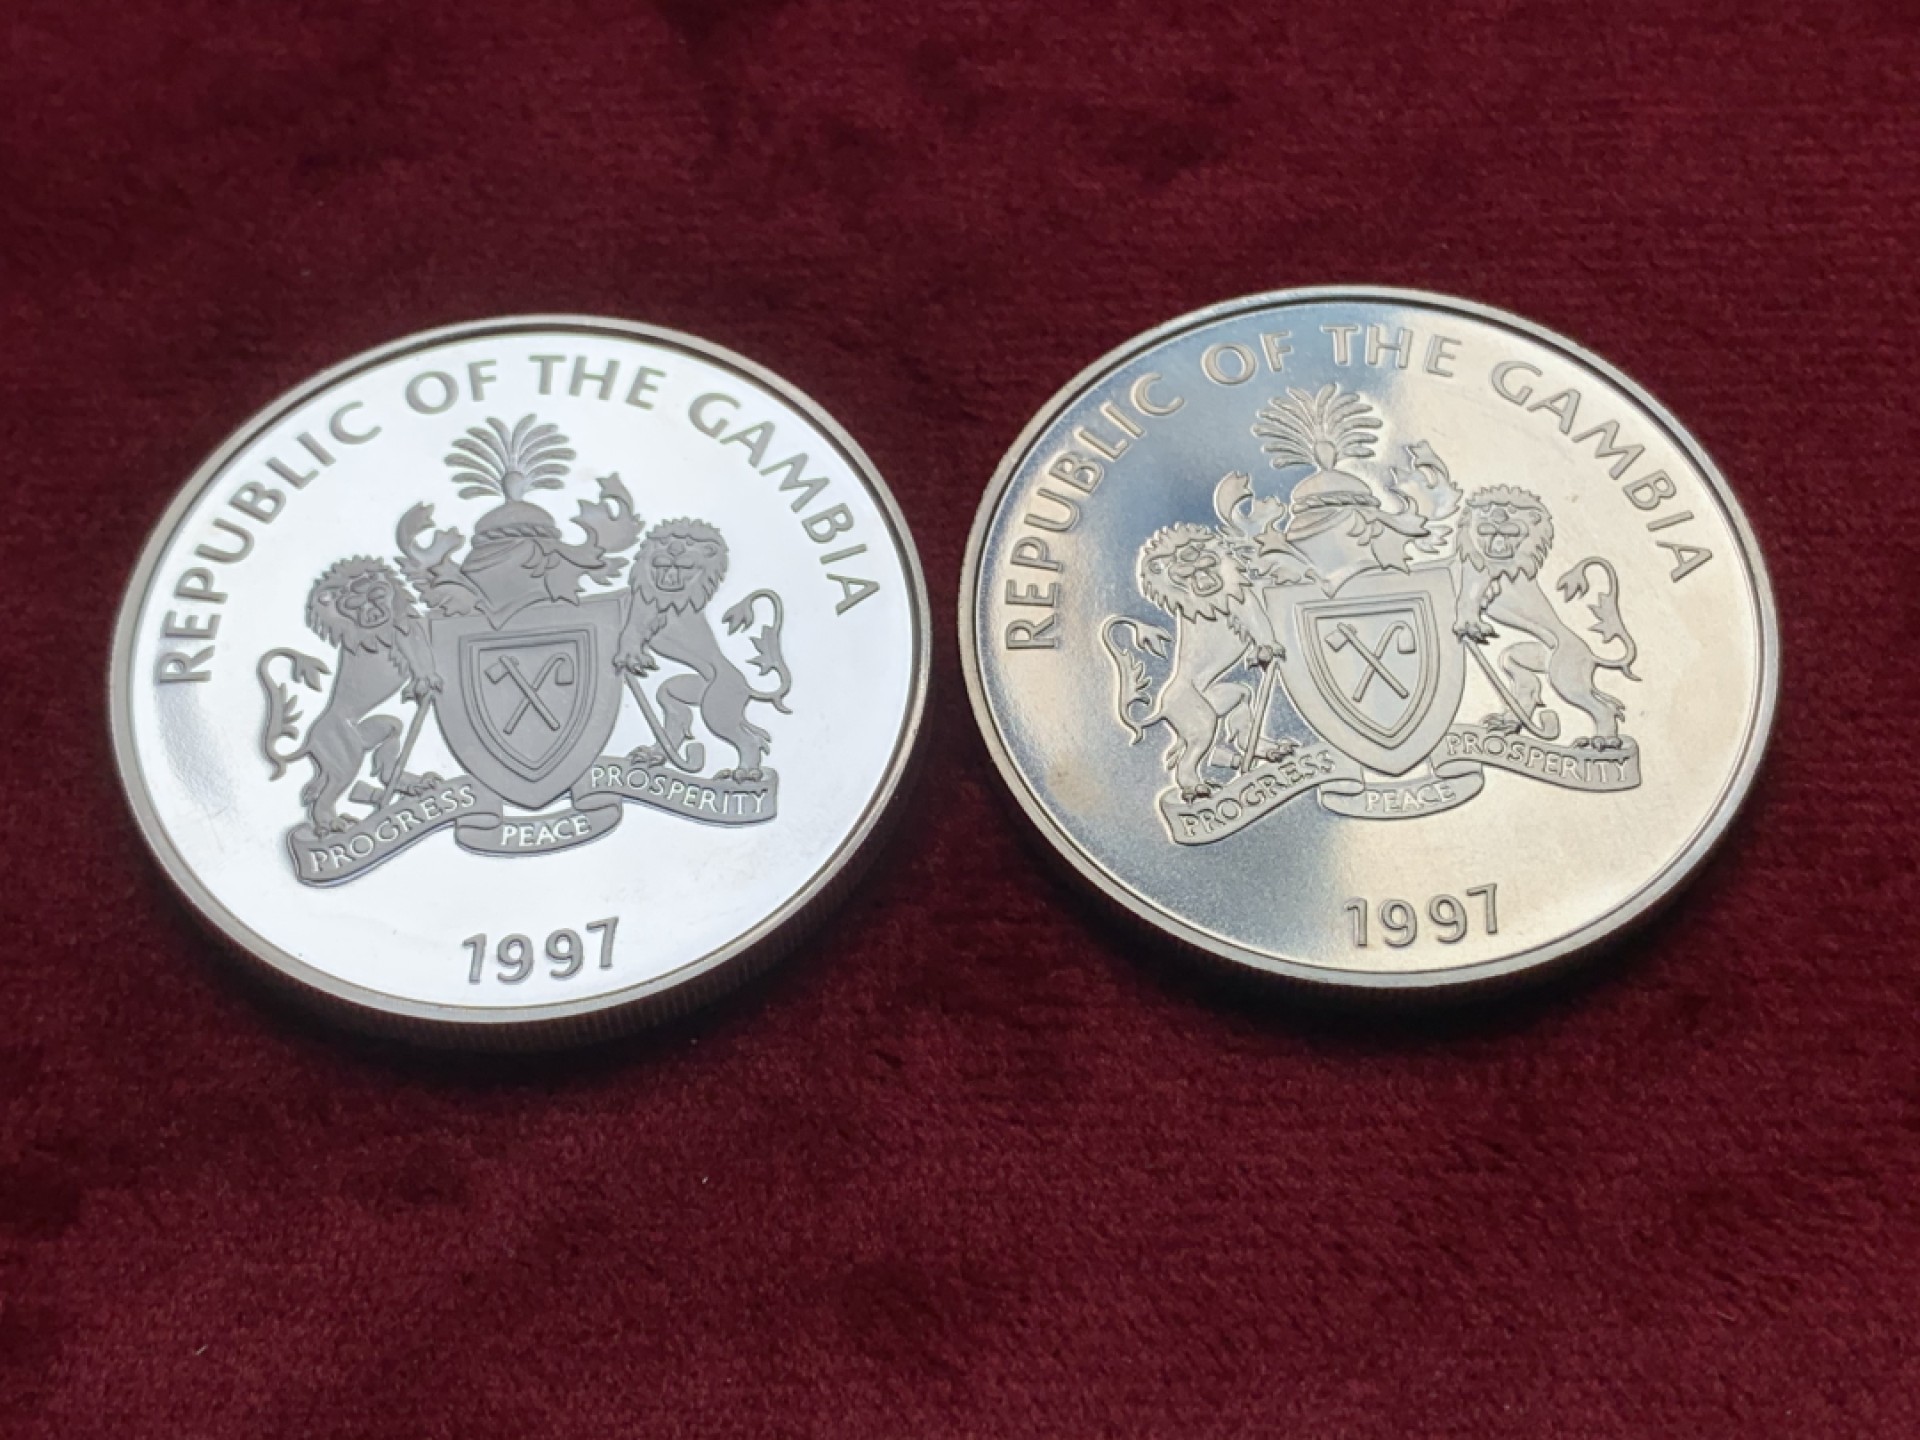 REPUBLIC OF THE GAMBIA
PROGRESS PEACE PROSPERITY
1997
REPUBLIC OF THE GAMBIA
PROGRESS PEACE PROSPERITY
1997